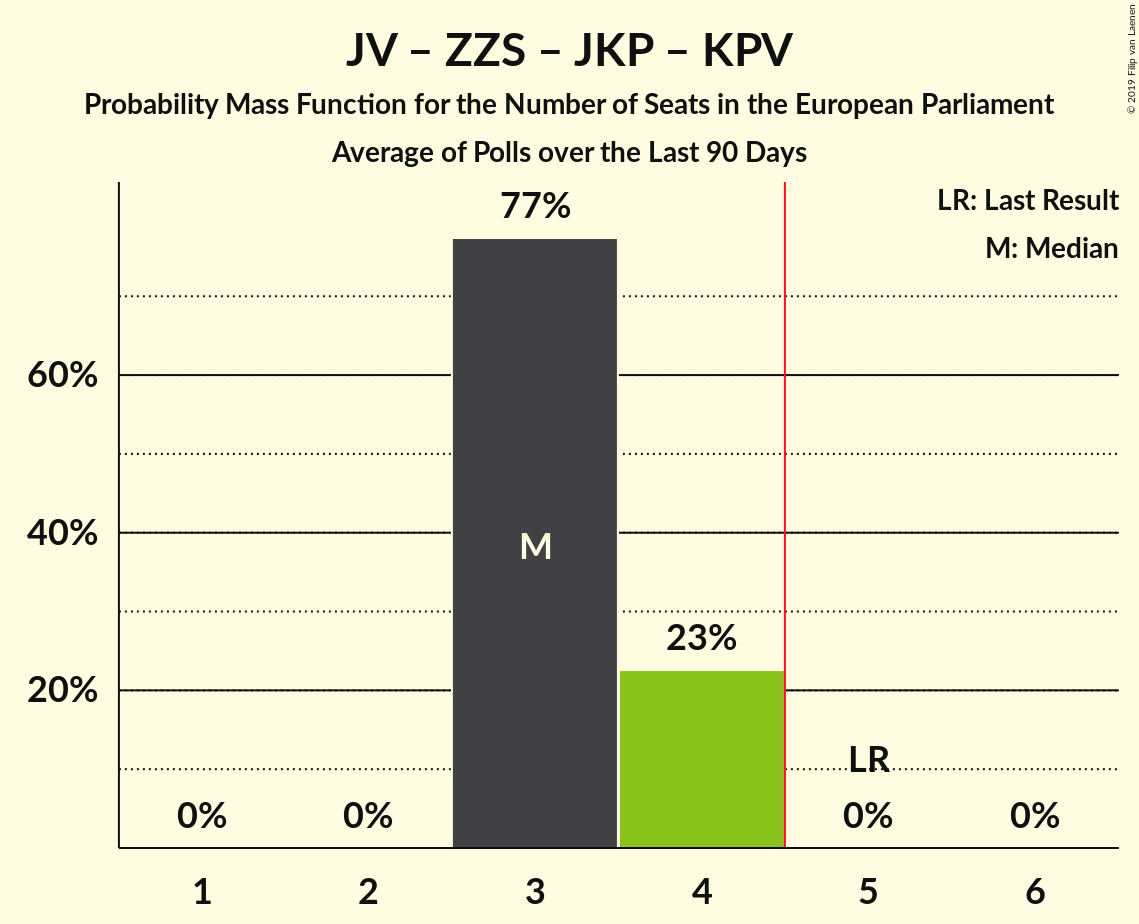 JV – ZZS – JKP – KPV
Probability Mass Function for the Number of Seats in the European Parliament
Average of Polls over the Last 90 Days
© 2019 Filip van Laenen
LR: Last Result
M: Median
77%
60%
M
40%
23%
20%
LR
0% 0% 0% 0%
1 2 3 4 5 6